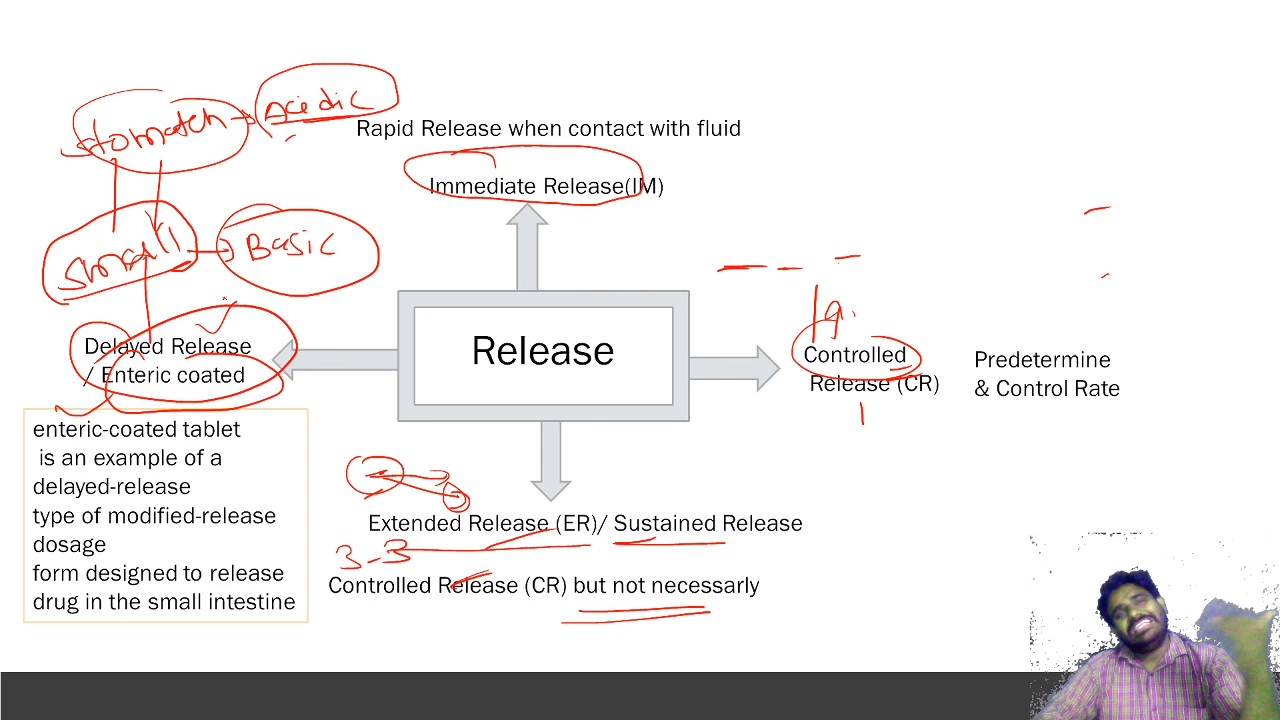 stomatch → Acidic
Rapid Release when contact with fluid
Immediate Release(IM)
small → Basic
Delayed Release
/ Enteric coated
Release
Controlled
Release (CR)
Predetermine
& Control Rate
enteric-coated tablet
is an example of a
delayed-release
type of modified-release
dosage
form designed to release
drug in the small intestine
Extended Release (ER)/ Sustained Release
3-3
Controlled Release (CR) but not necessarly